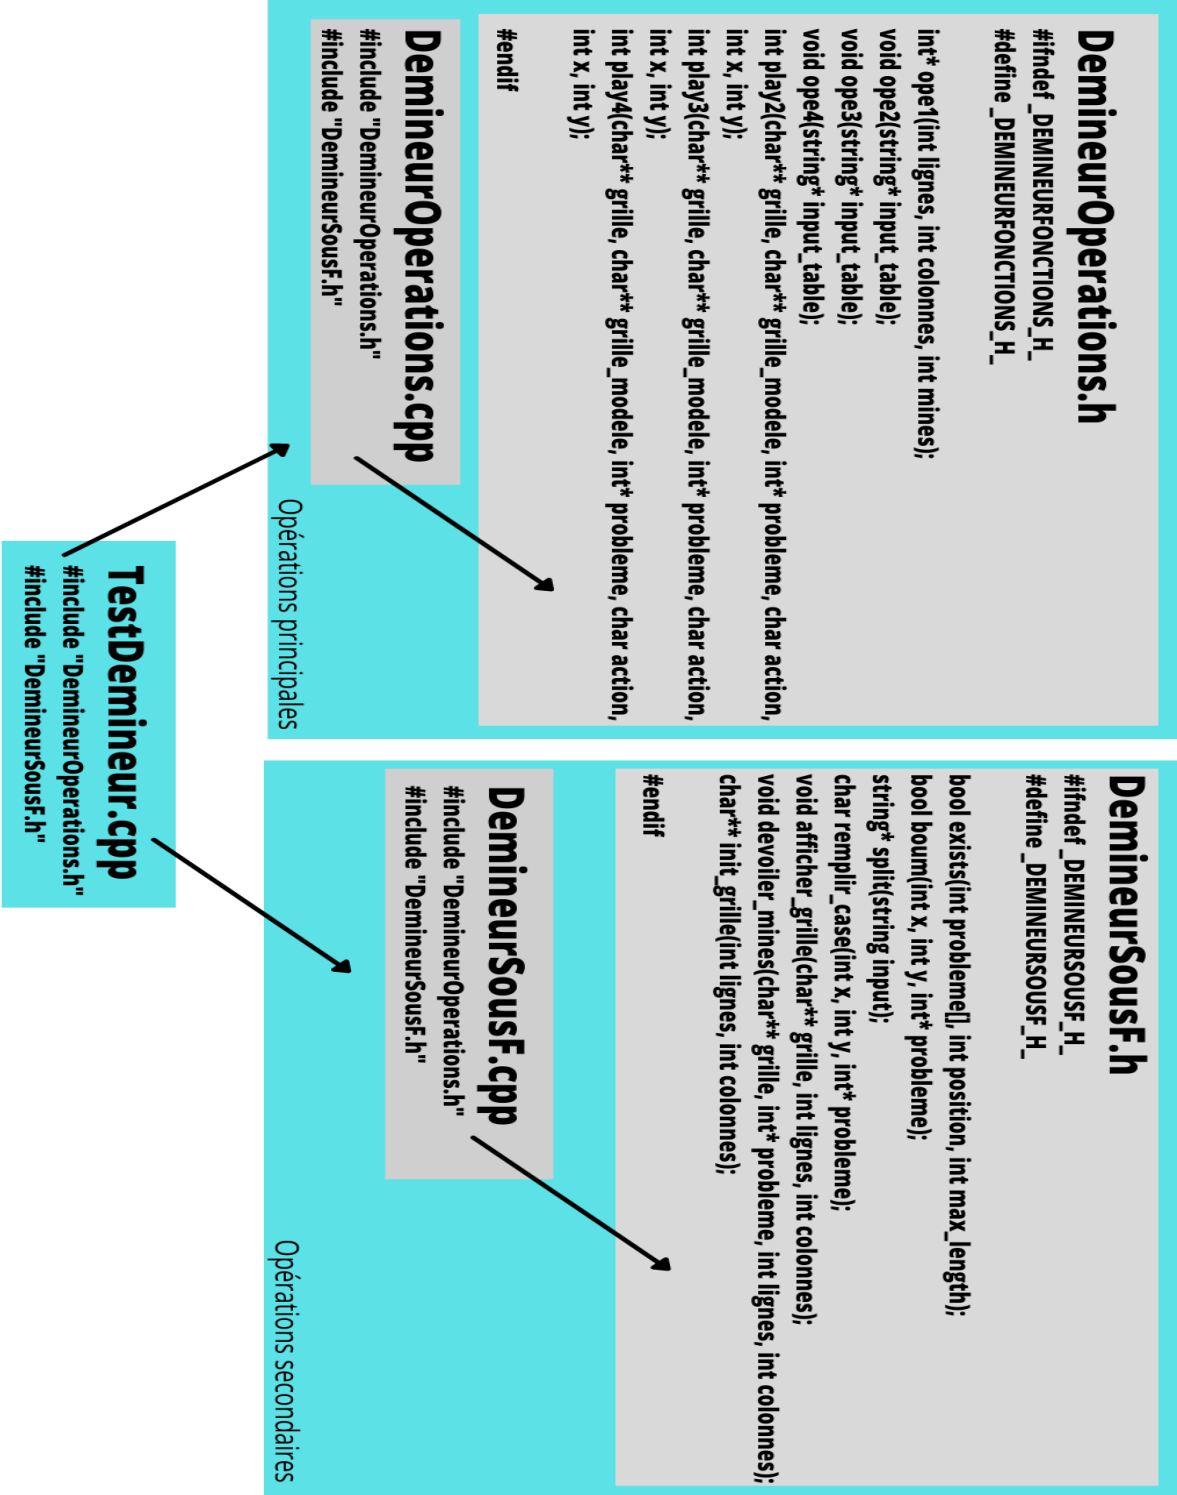 DemineurOperations.h
#ifndef _DEMINEURFONCTIONS_H_
#define _DEMINEURFONCTIONS_H_
int* ope1(int lignes, int colonnes, int mines);
void ope2(string* input_table);
void ope3(string* input_table);
void ope4(string* input_table);
int play2(char** grille, char** grille_modele, int* probleme, char action,
int x, int y);
int play3(char** grille, char** grille_modele, int* probleme, char action,
int x, int y);
int play4(char** grille, char** grille_modele, int* probleme, char action,
int x, int y);
#endif
DemineurOperations.cpp
#include "DemineurOperations.h"
#include "DemineurSousF.h"
Opérations principales
DemineurSousF.h
#ifndef _DEMINEURSOUSF_H_
#define _DEMINEURSOUSF_H_
bool exists(int probleme[], int position, int max_length);
bool boum(int x, int y, int* probleme);
string* split(string input);
char remplir_case(int x, int y, int* probleme);
void afficher_grille(char** grille, int lignes, int colonnes);
void devoiler_mines(char** grille, int* probleme, int lignes, int colonnes);
char** init_grille(int lignes, int colonnes);
#endif
DemineurSousF.cpp
#include "DemineurOperations.h"
#include "DemineurSousF.h"
Opérations secondaires
TestDemineur.cpp
#include "DemineurOperations.h"
#include "DemineurSousF.h"